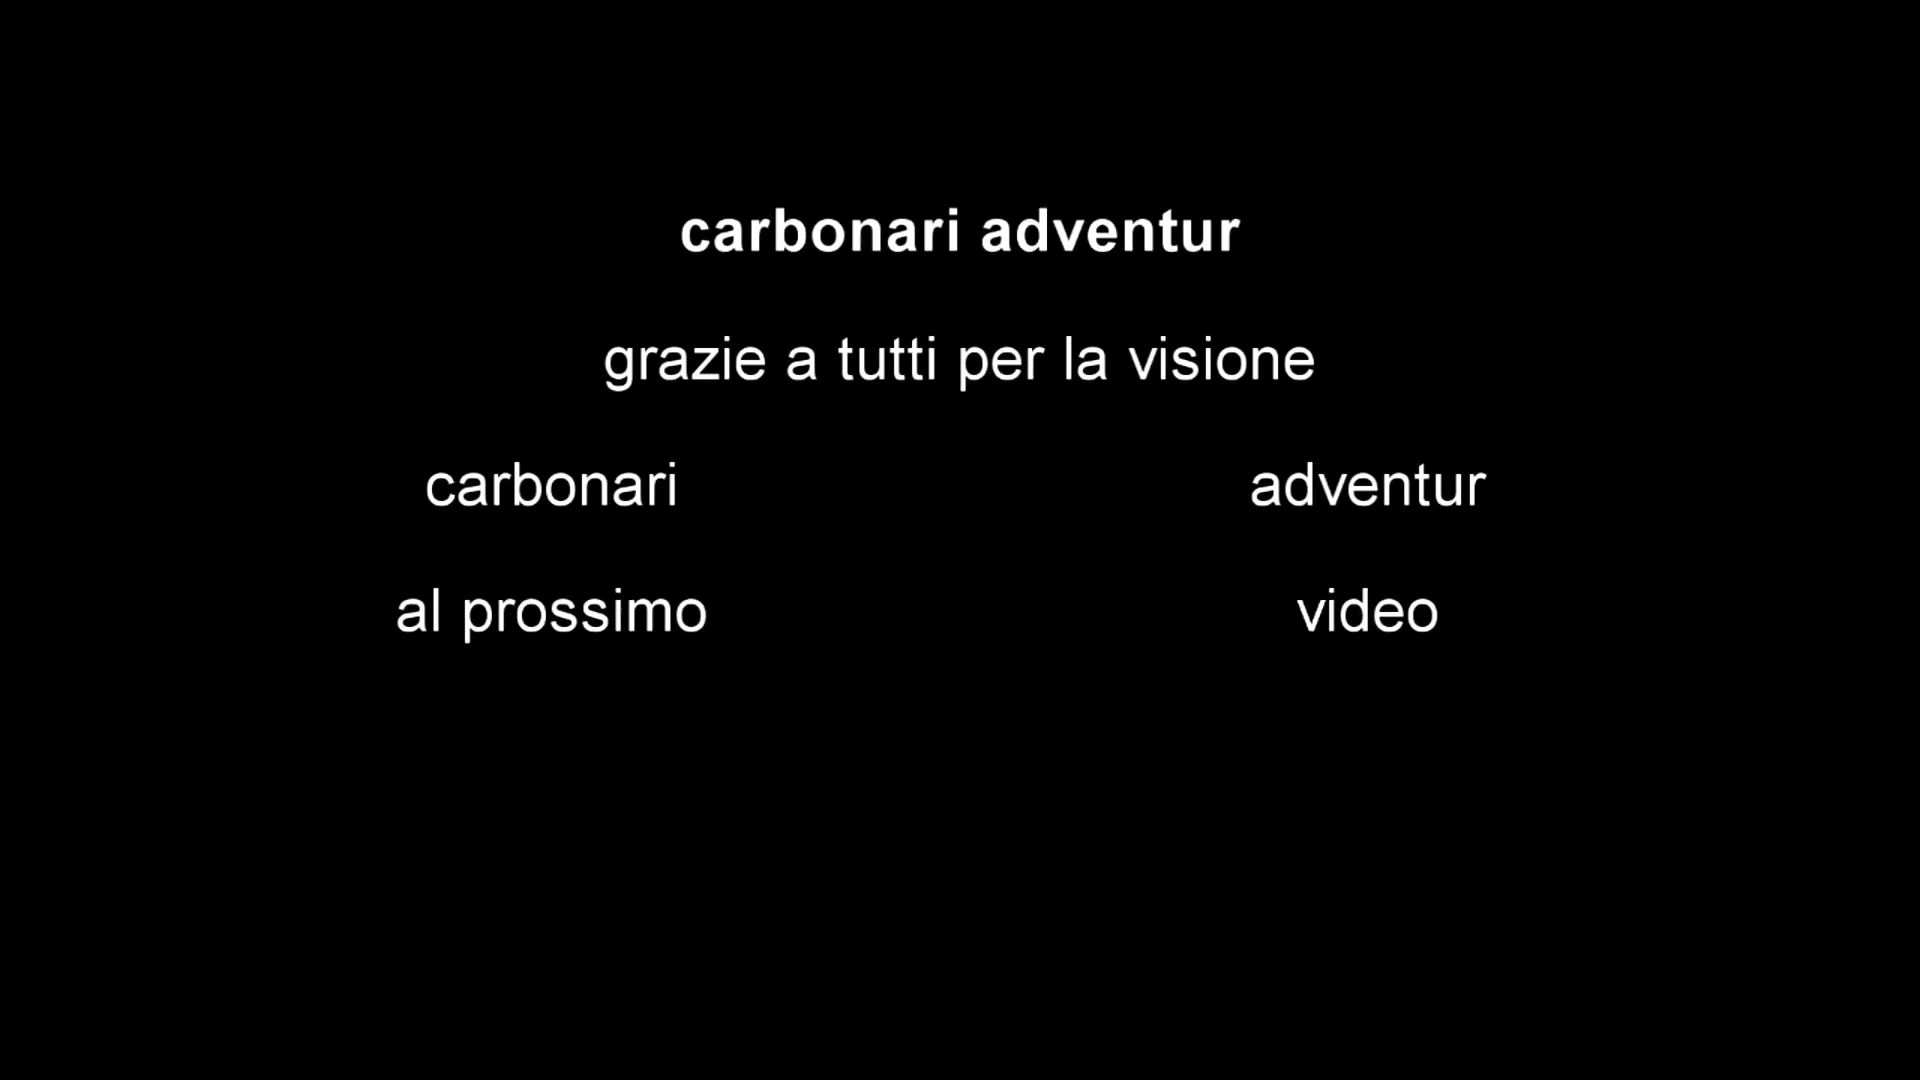 carbonari adventur
grazie a tutti per la visione
carbonari adventur
al prossimo video